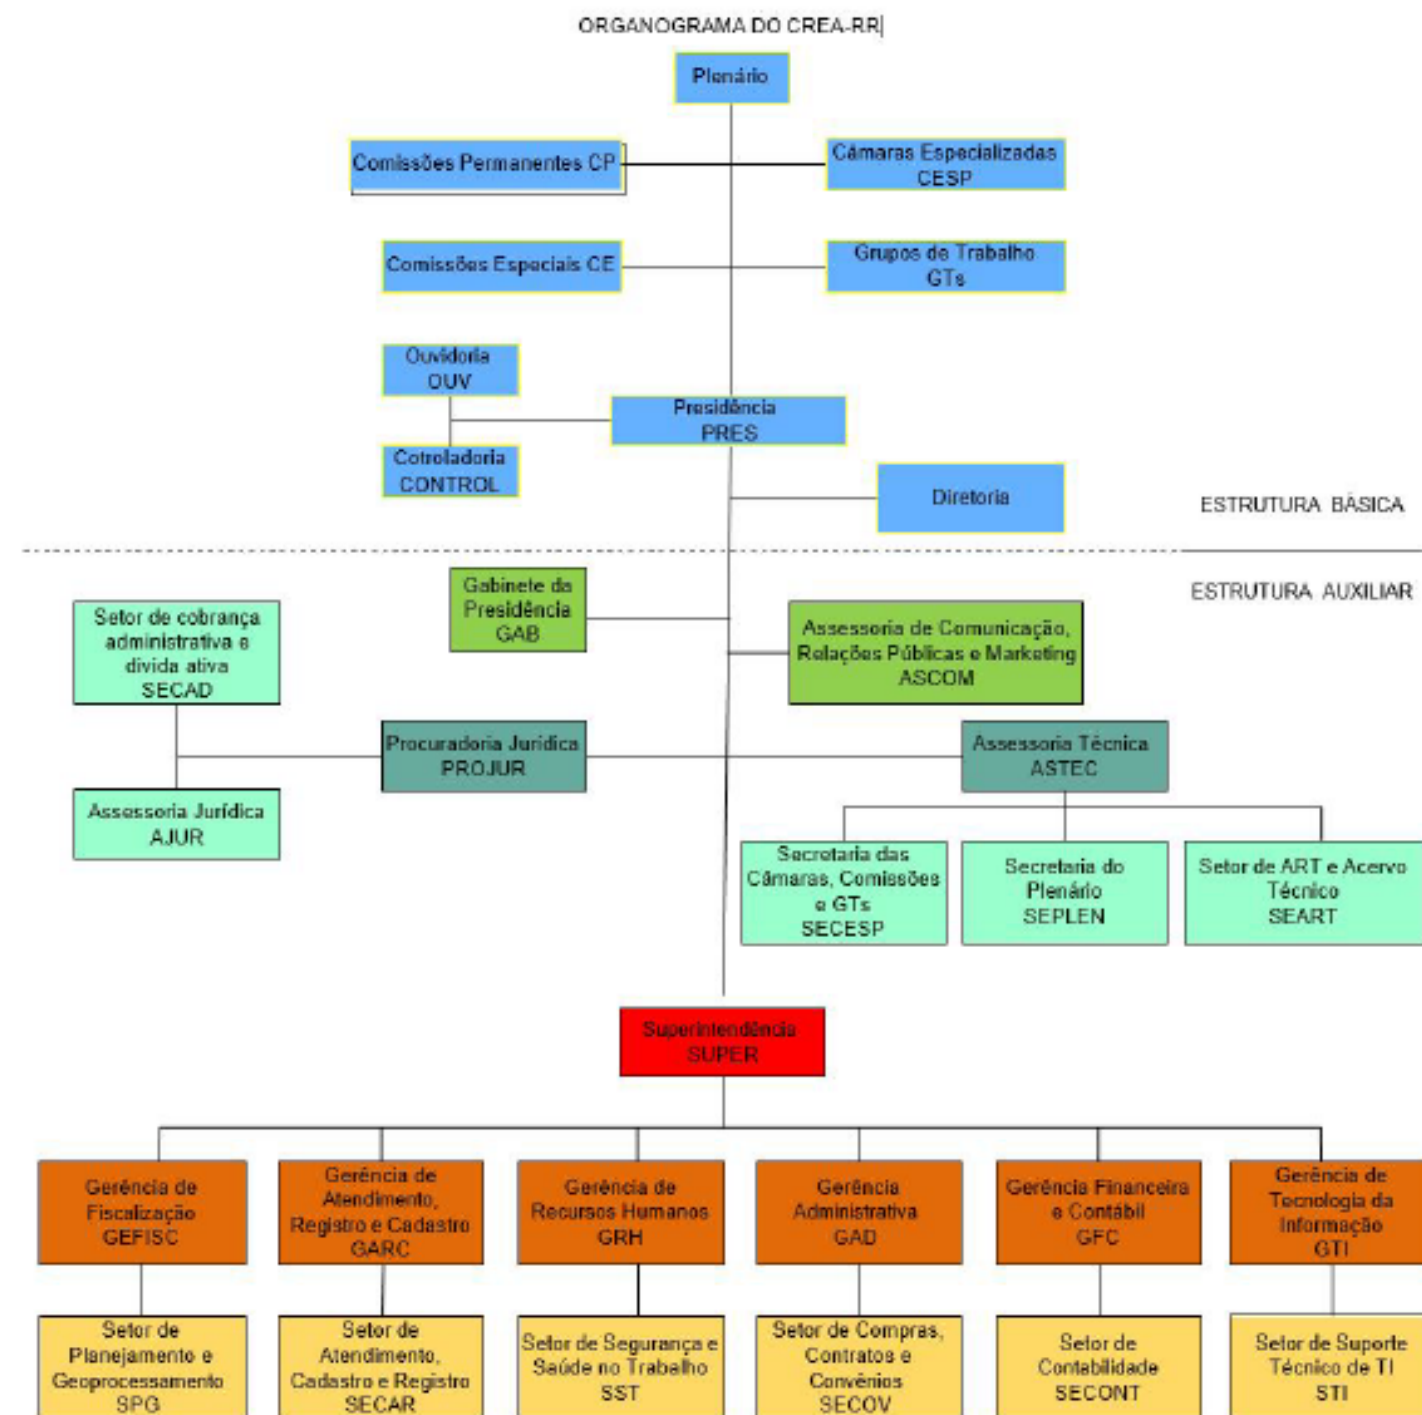 ORGANOGRAMA DO CREA-RR
Plenário
Comissões Permanentes CP
Câmaras Especializadas
CESP
Comissões Especiais CE
Grupos de Trabalho
GTs
Ouvidoria
OUV
Presidência
PRES
Cotroladoria
CONTROL
Diretoria
ESTRUTURA BÁSICA
ESTRUTURA AUXILIAR
Gabinete da
Presidência
GAB
Setor de cobrança
administrativa e
divida ativa
SECAD
Assessoria de Comunicação,
Relações Públicas e Marketing
ASCOM
Procuradoria Jurídica
PROJUR
Assessoria Técnica
ASTEC
Assessoria Jurídica
AJUR
Secretaria das
Câmaras, Comissões
e GTs
SECESP
Secretaria do
Plenário
SEPLEN
Setor de ART e Acervo
Técnico
SEART
Superintendência
SUPER
Gerência de
Fiscalização
GEFISC
Gerência de
Atendimento,
Registro e Cadastro
GARC
Gerência de
Recursos Humanos
GRH
Gerência
Administrativa
GAD
Gerência Financeira
e Contábil
GFC
Gerência de
Tecnologia da
Informação
GTI
Setor de
Planejamento e
Geoprocessamento
SPG
Setor de
Atendimento,
Cadastro e Registro
SECAR
Setor de Segurança e
Saúde no Trabalho
SST
Setor de Compras,
Contratos e
Convênios
SECOV
Setor de
Contabilidade
SECONT
Setor de Suporte
Técnico de TI
STI